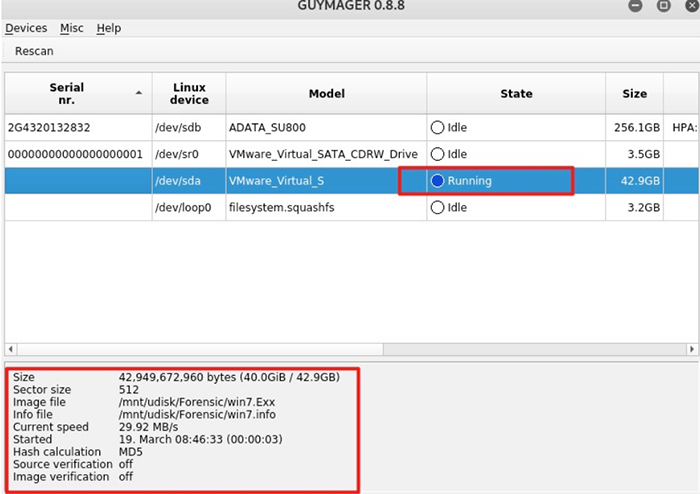 GUYMAGER 0.8.8
Devices Misc Help
Rescan
Serial nr. Linux device Model State Size
2G4320132832 /dev/sdb ADATA_SU800 Idle 256.1GB HPA:
00000000000000000001 /dev/sr0 VMware_Virtual_SATA_CDRW_Drive Idle 3.5GB
/dev/sda VMware_Virtual_S Running 42.9GB
/dev/loop0 filesystem.squashfs Idle 3.2GB
Size 42,949,672,960 bytes (40.0GiB / 42.9GB)
Sector size 512
Image file /mnt/udisk/Forensic/win7.Exx
Info file /mnt/udisk/Forensic/win7.info
Current speed 29.92 MB/s
Started 19. March 08:46:33 (00:00:03)
Hash calculation MD5
Source verification off
Image verification off